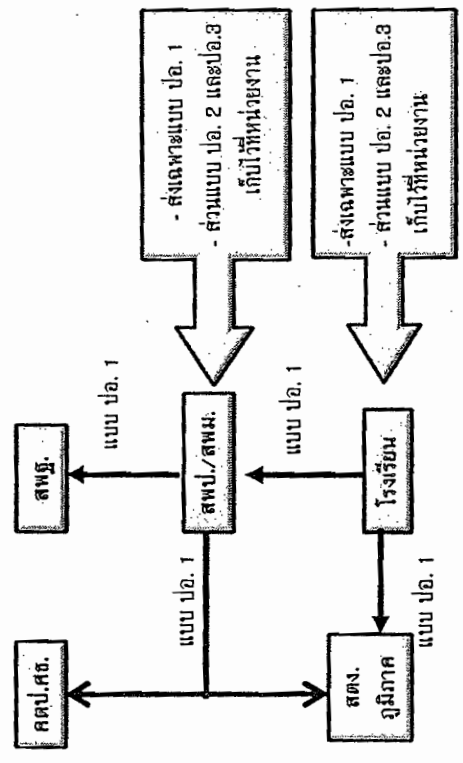 คตป.ศธ.
สพฐ.
แบบ ปอ. 1
แบบ ปอ. 1
สพป./สพม.
- ส่งเฉพาะแบบ ปอ. 1
- ส่วนแบบ ปอ. 2 และปอ.3
เก็บไว้ที่หน่วยงาน
แบบ ปอ. 1
สตง.
ภูมิภาค
แบบ ปอ. 1
โรงเรียน
-ส่งเฉพาะแบบ ปอ. 1
- ส่วนแบบ ปอ. 2 และปอ.3
เก็บไว้ที่หน่วยงาน